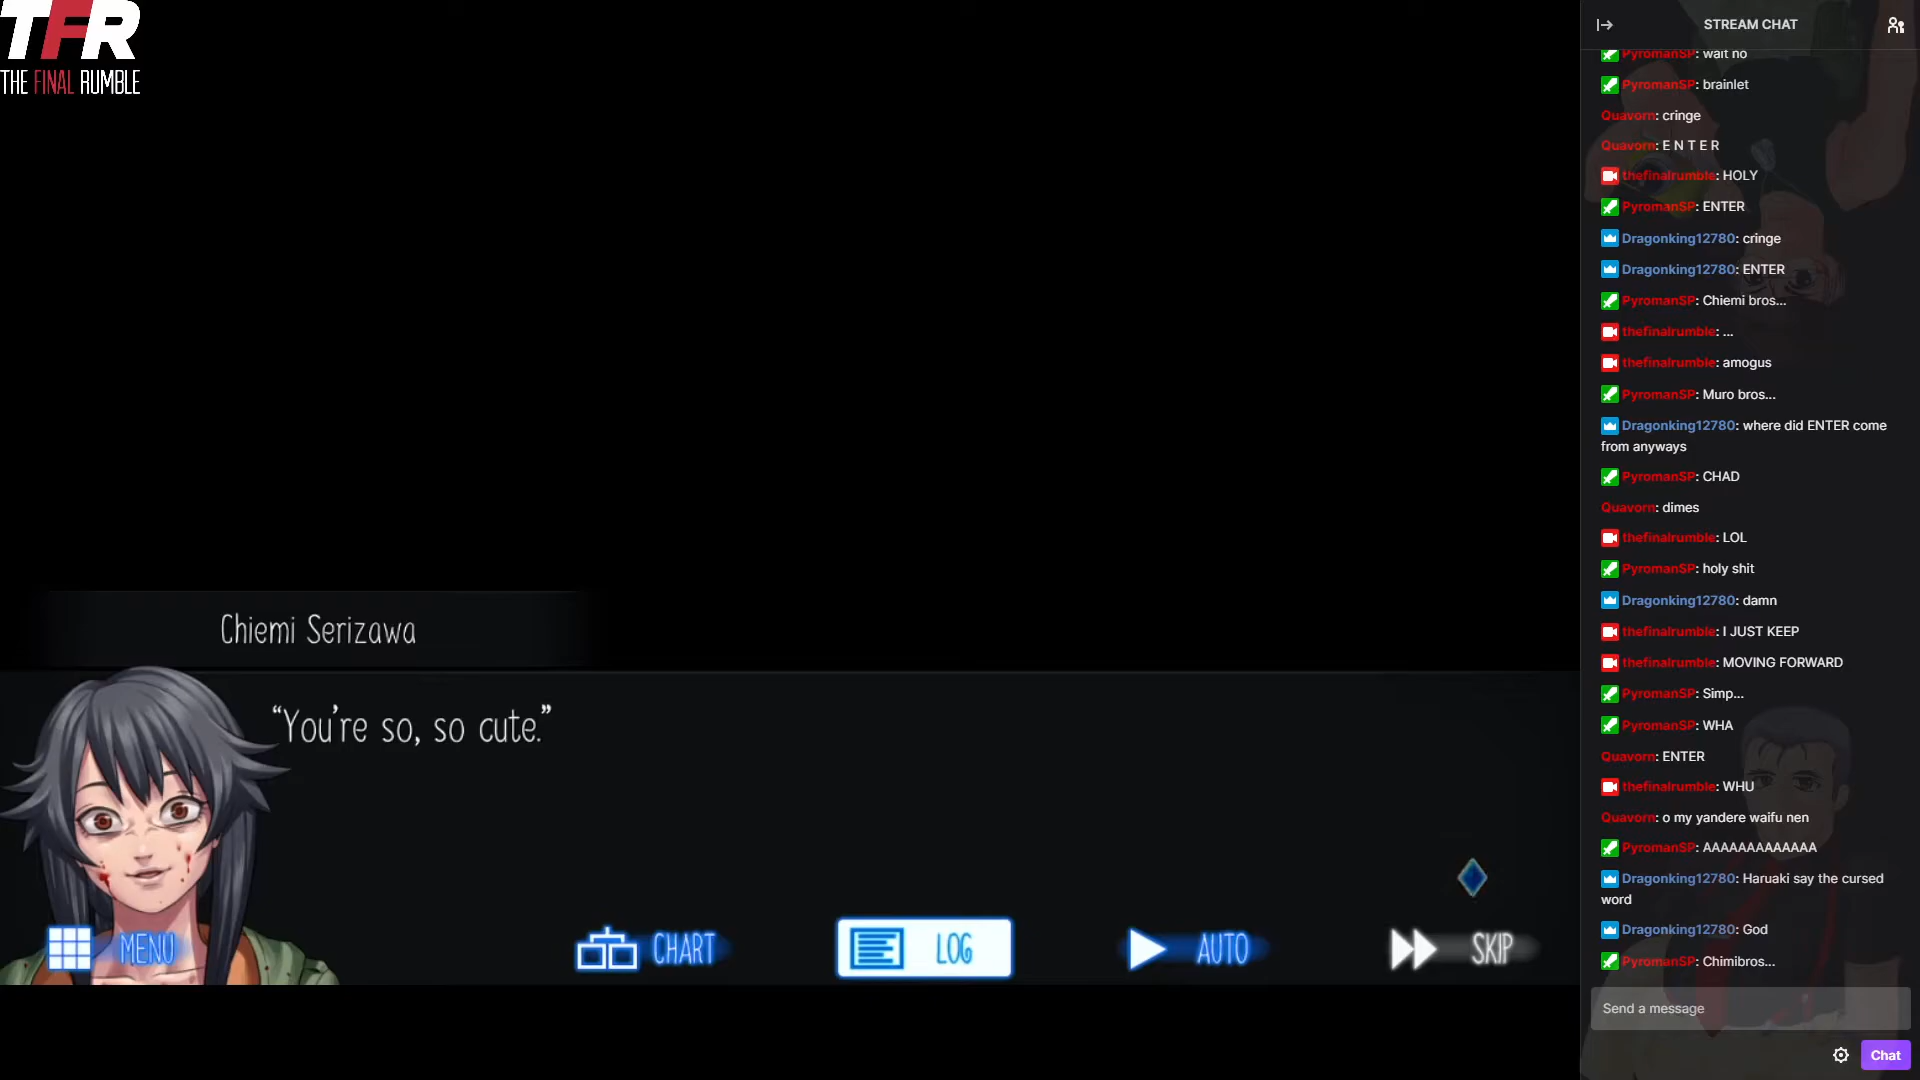 TFR
THE FINAL RUMBLE
Chiemi Serizawa
“You're so, so cute.”
MENU
CHART
LOG
AUTO
SKIP
STREAM CHAT
PyromanSP: wait no
PyromanSP: brainlet
Quavorn: cringe
Quavorn: E N T E R
thefinalrumble: HOLY
PyromanSP: ENTER
Dragonking12780: cringe
Dragonking12780: ENTER
PyromanSP: Chiemi bros...
thefinalrumble: ...
thefinalrumble: amogus
PyromanSP: Muro bros...
Dragonking12780: where did ENTER come
from anyways
PyromanSP: CHAD
Quavorn: dimes
thefinalrumble: LOL
PyromanSP: holy shit
Dragonking12780: damn
thefinalrumble: I JUST KEEP
thefinalrumble: MOVING FORWARD
PyromanSP: Simp...
PyromanSP: WHA
Quavorn: ENTER
thefinalrumble: WHU
Quavorn: o my yandere waifu nen
PyromanSP: AAAAAAAAAAAAA
Dragonking12780: Haruaki say the cursed
word
Dragonking12780: God
PyromanSP: Chimibros...
Send a message
Chat